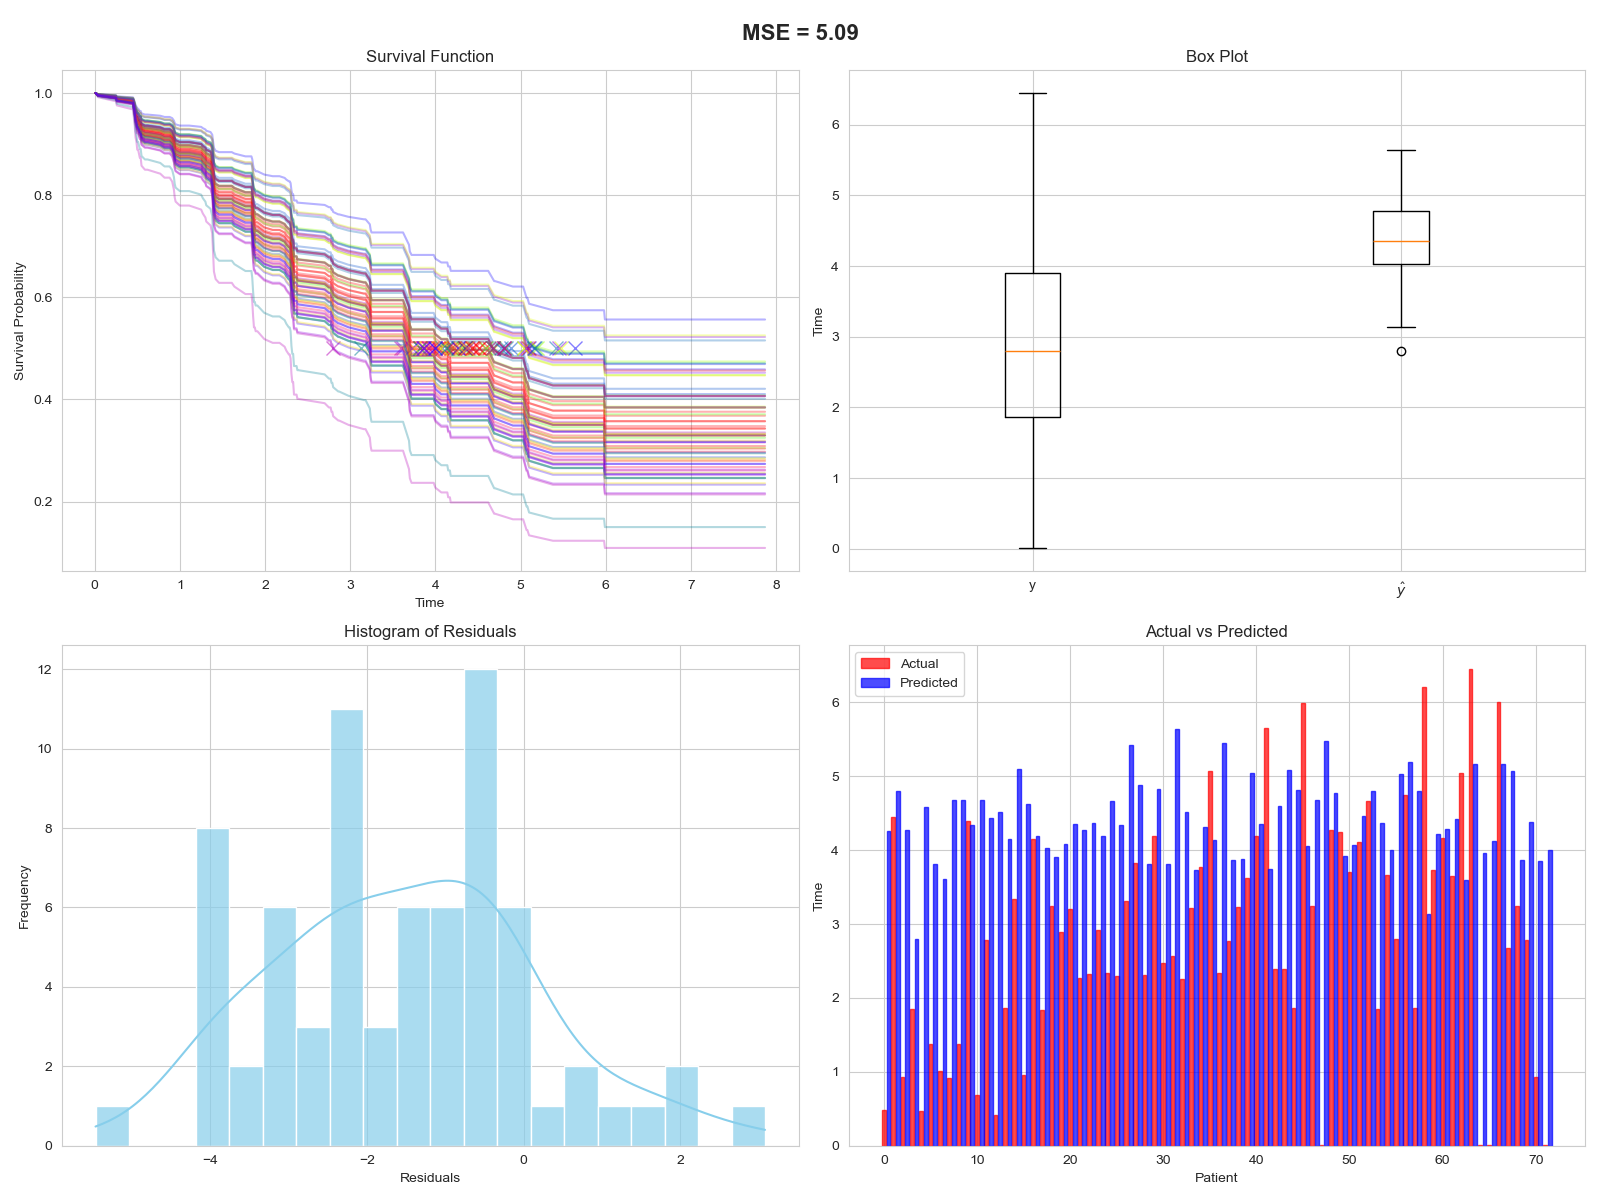 MSE = 5.09
Survival Function
Survival Probability
1.0
0.8
0.6
0.4
0.2
0 1 2 3 4 5 6 7 8
Time
Box Plot
Time
6
5
4
3
2
1
0
y ŷ
Histogram of Residuals
Frequency
12
10
8
6
4
2
0
−4 −2 0 2
Residuals
Actual vs Predicted
Actual
Predicted
Time
6
5
4
3
2
1
0
0 10 20 30 40 50 60 70
Patient